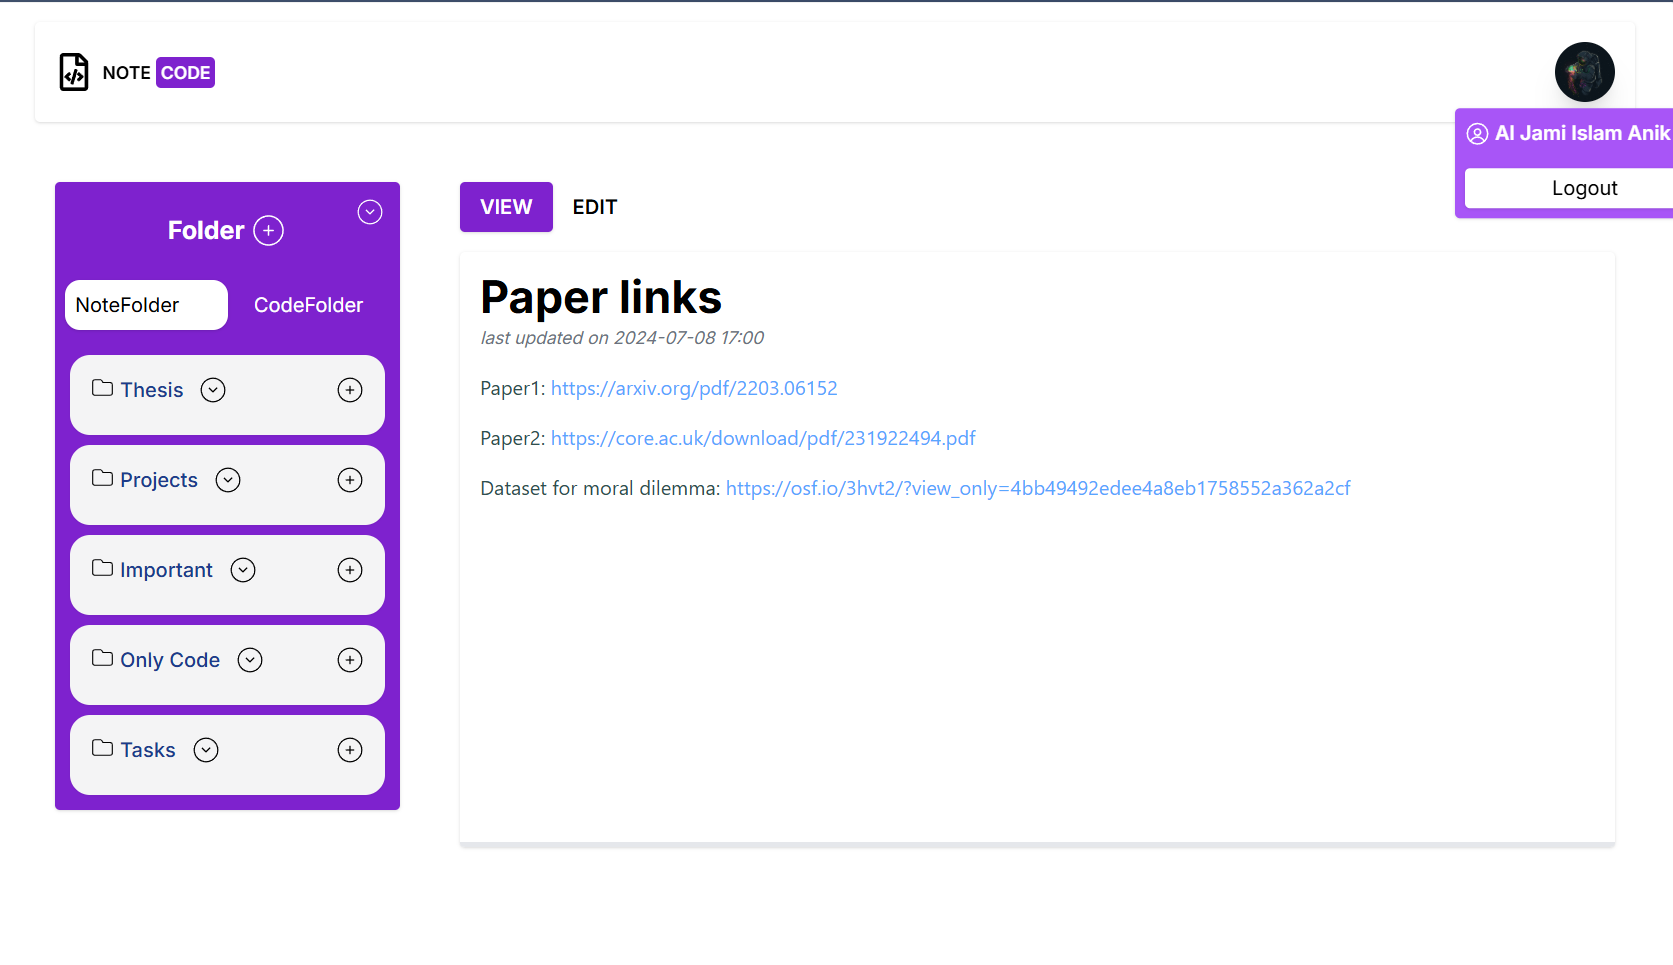 NOTE CODE
Al Jami Islam Anik
Logout
Folder
NoteFolder CodeFolder
Thesis
Projects
Important
Only Code
Tasks
VIEW EDIT
Paper links
last updated on 2024-07-08 17:00
Paper1: https://arxiv.org/pdf/2203.06152
Paper2: https://core.ac.uk/download/pdf/231922494.pdf
Dataset for moral dilemma: https://osf.io/3hvt2/?view_only=4bb49492edee4a8eb1758552a362a2cf